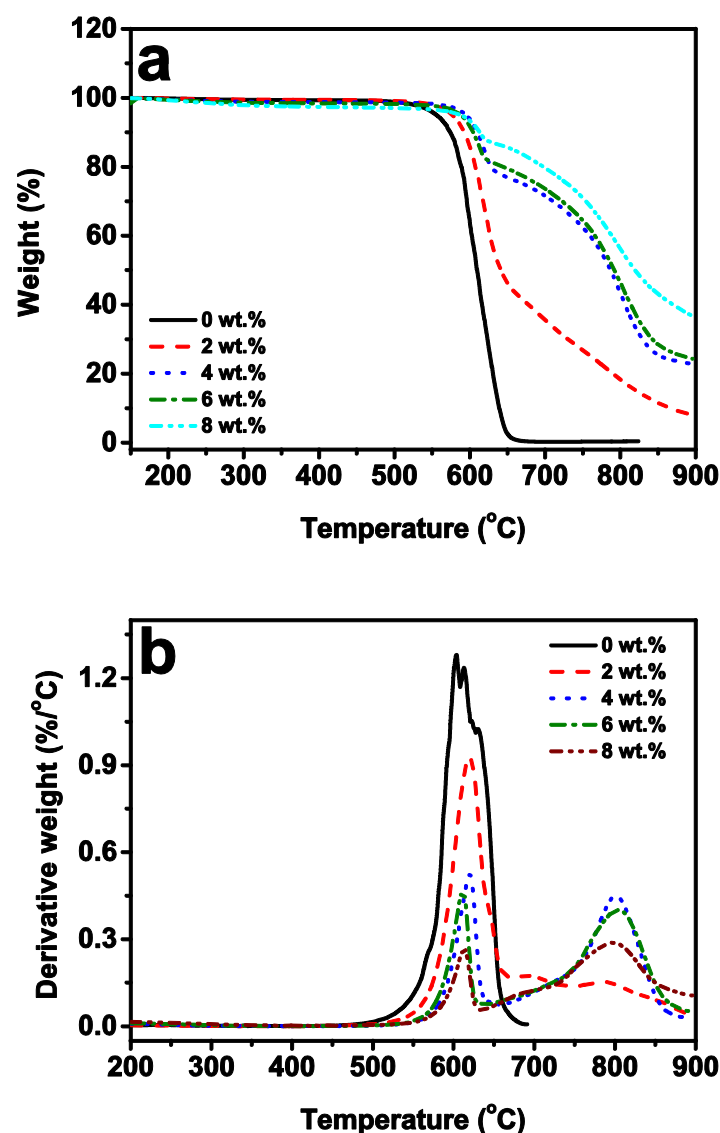 a
120
100
80
60
40
20
0
Weight (%)
0 wt.%
2 wt.%
4 wt.%
6 wt.%
8 wt.%
200 300 400 500 600 700 800 900
Temperature (°C)
b
1.2
0.9
0.6
0.3
0.0
Derivative weight (%/°C)
0 wt.%
2 wt.%
4 wt.%
6 wt.%
8 wt.%
200 300 400 500 600 700 800 900
Temperature (°C)